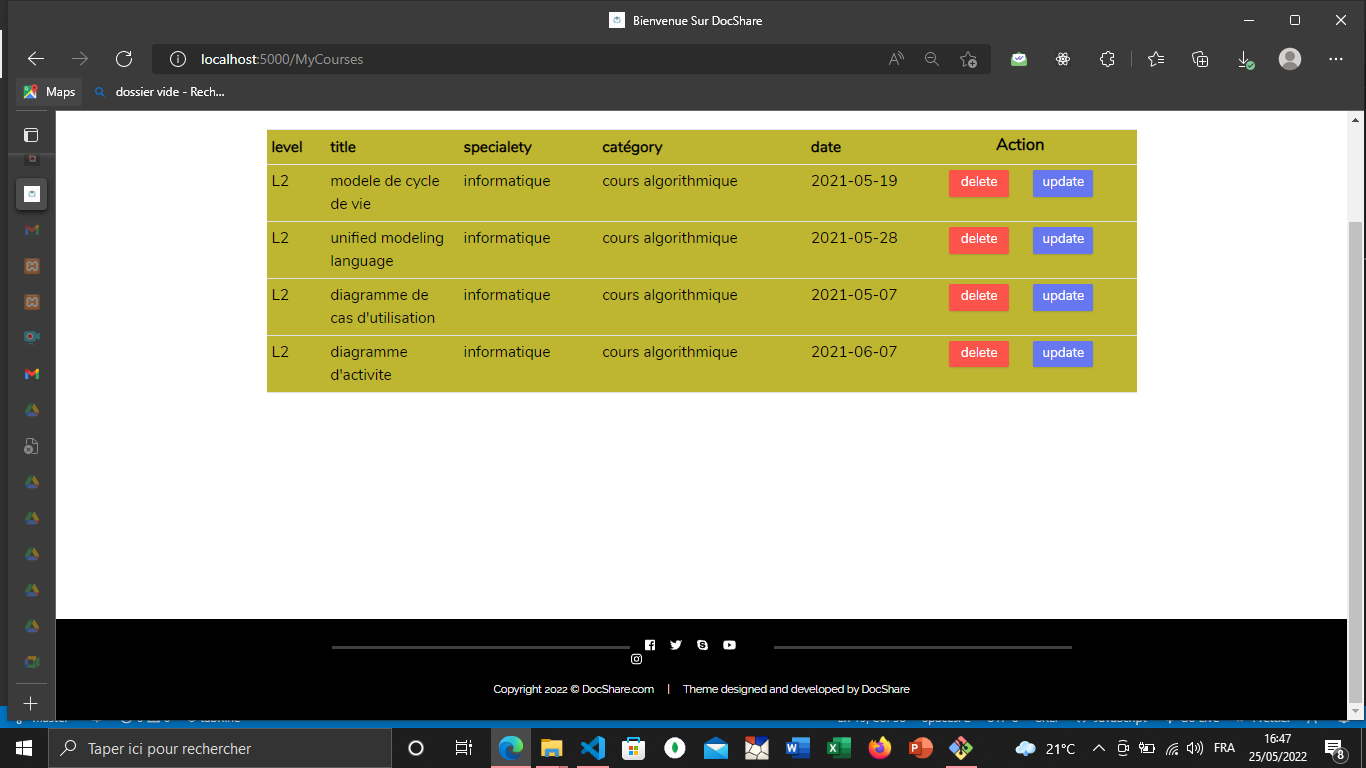 Bienvenue Sur DocShare
localhost:5000/MyCourses
Maps
dossier vide - Rech...
level title specialety catégory date Action
L2 modele de cycle de vie informatique cours algorithmique 2021-05-19 delete update
L2 unified modeling language informatique cours algorithmique 2021-05-28 delete update
L2 diagramme de cas d'utilisation informatique cours algorithmique 2021-05-07 delete update
L2 diagramme d'activite informatique cours algorithmique 2021-06-07 delete update
Copyright 2022 © DocShare.com | Theme designed and developed by DocShare
Taper ici pour rechercher
21°C
FRA
16:47
25/05/2022
8